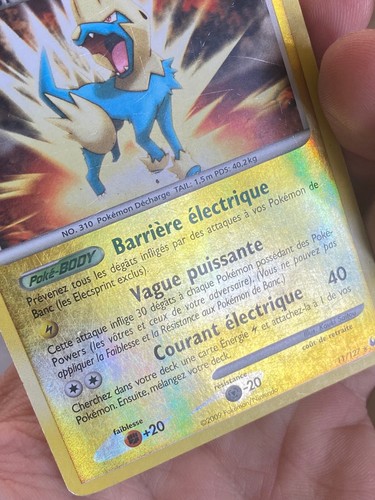 NO. 310 Pokémon Décharge TAIL: 1,5m PDS: 40,2kg
Poké-BODY Barrière électrique
Prévenez tous les dégâts infligés par des attaques à vos Pokémon de
Banc (les Elecsprint exclus).
Vague puissante
Cette attaque inflige 30 dégâts à chaque Pokémon possédant des Poké-
Powers (les vôtres et ceux de votre adversaire). (Vous ne pouvez pas
appliquer la Faiblesse et la Résistance aux Pokémon de Banc.)
Courant électrique 40
Cherchez dans votre deck une carte Énergie et attachez-la à 1 de vos
Pokémon. Ensuite, mélangez votre deck.
faiblesse +20
résistance -20
coût de retraite
©2009 Pokémon/Nintendo
11/127